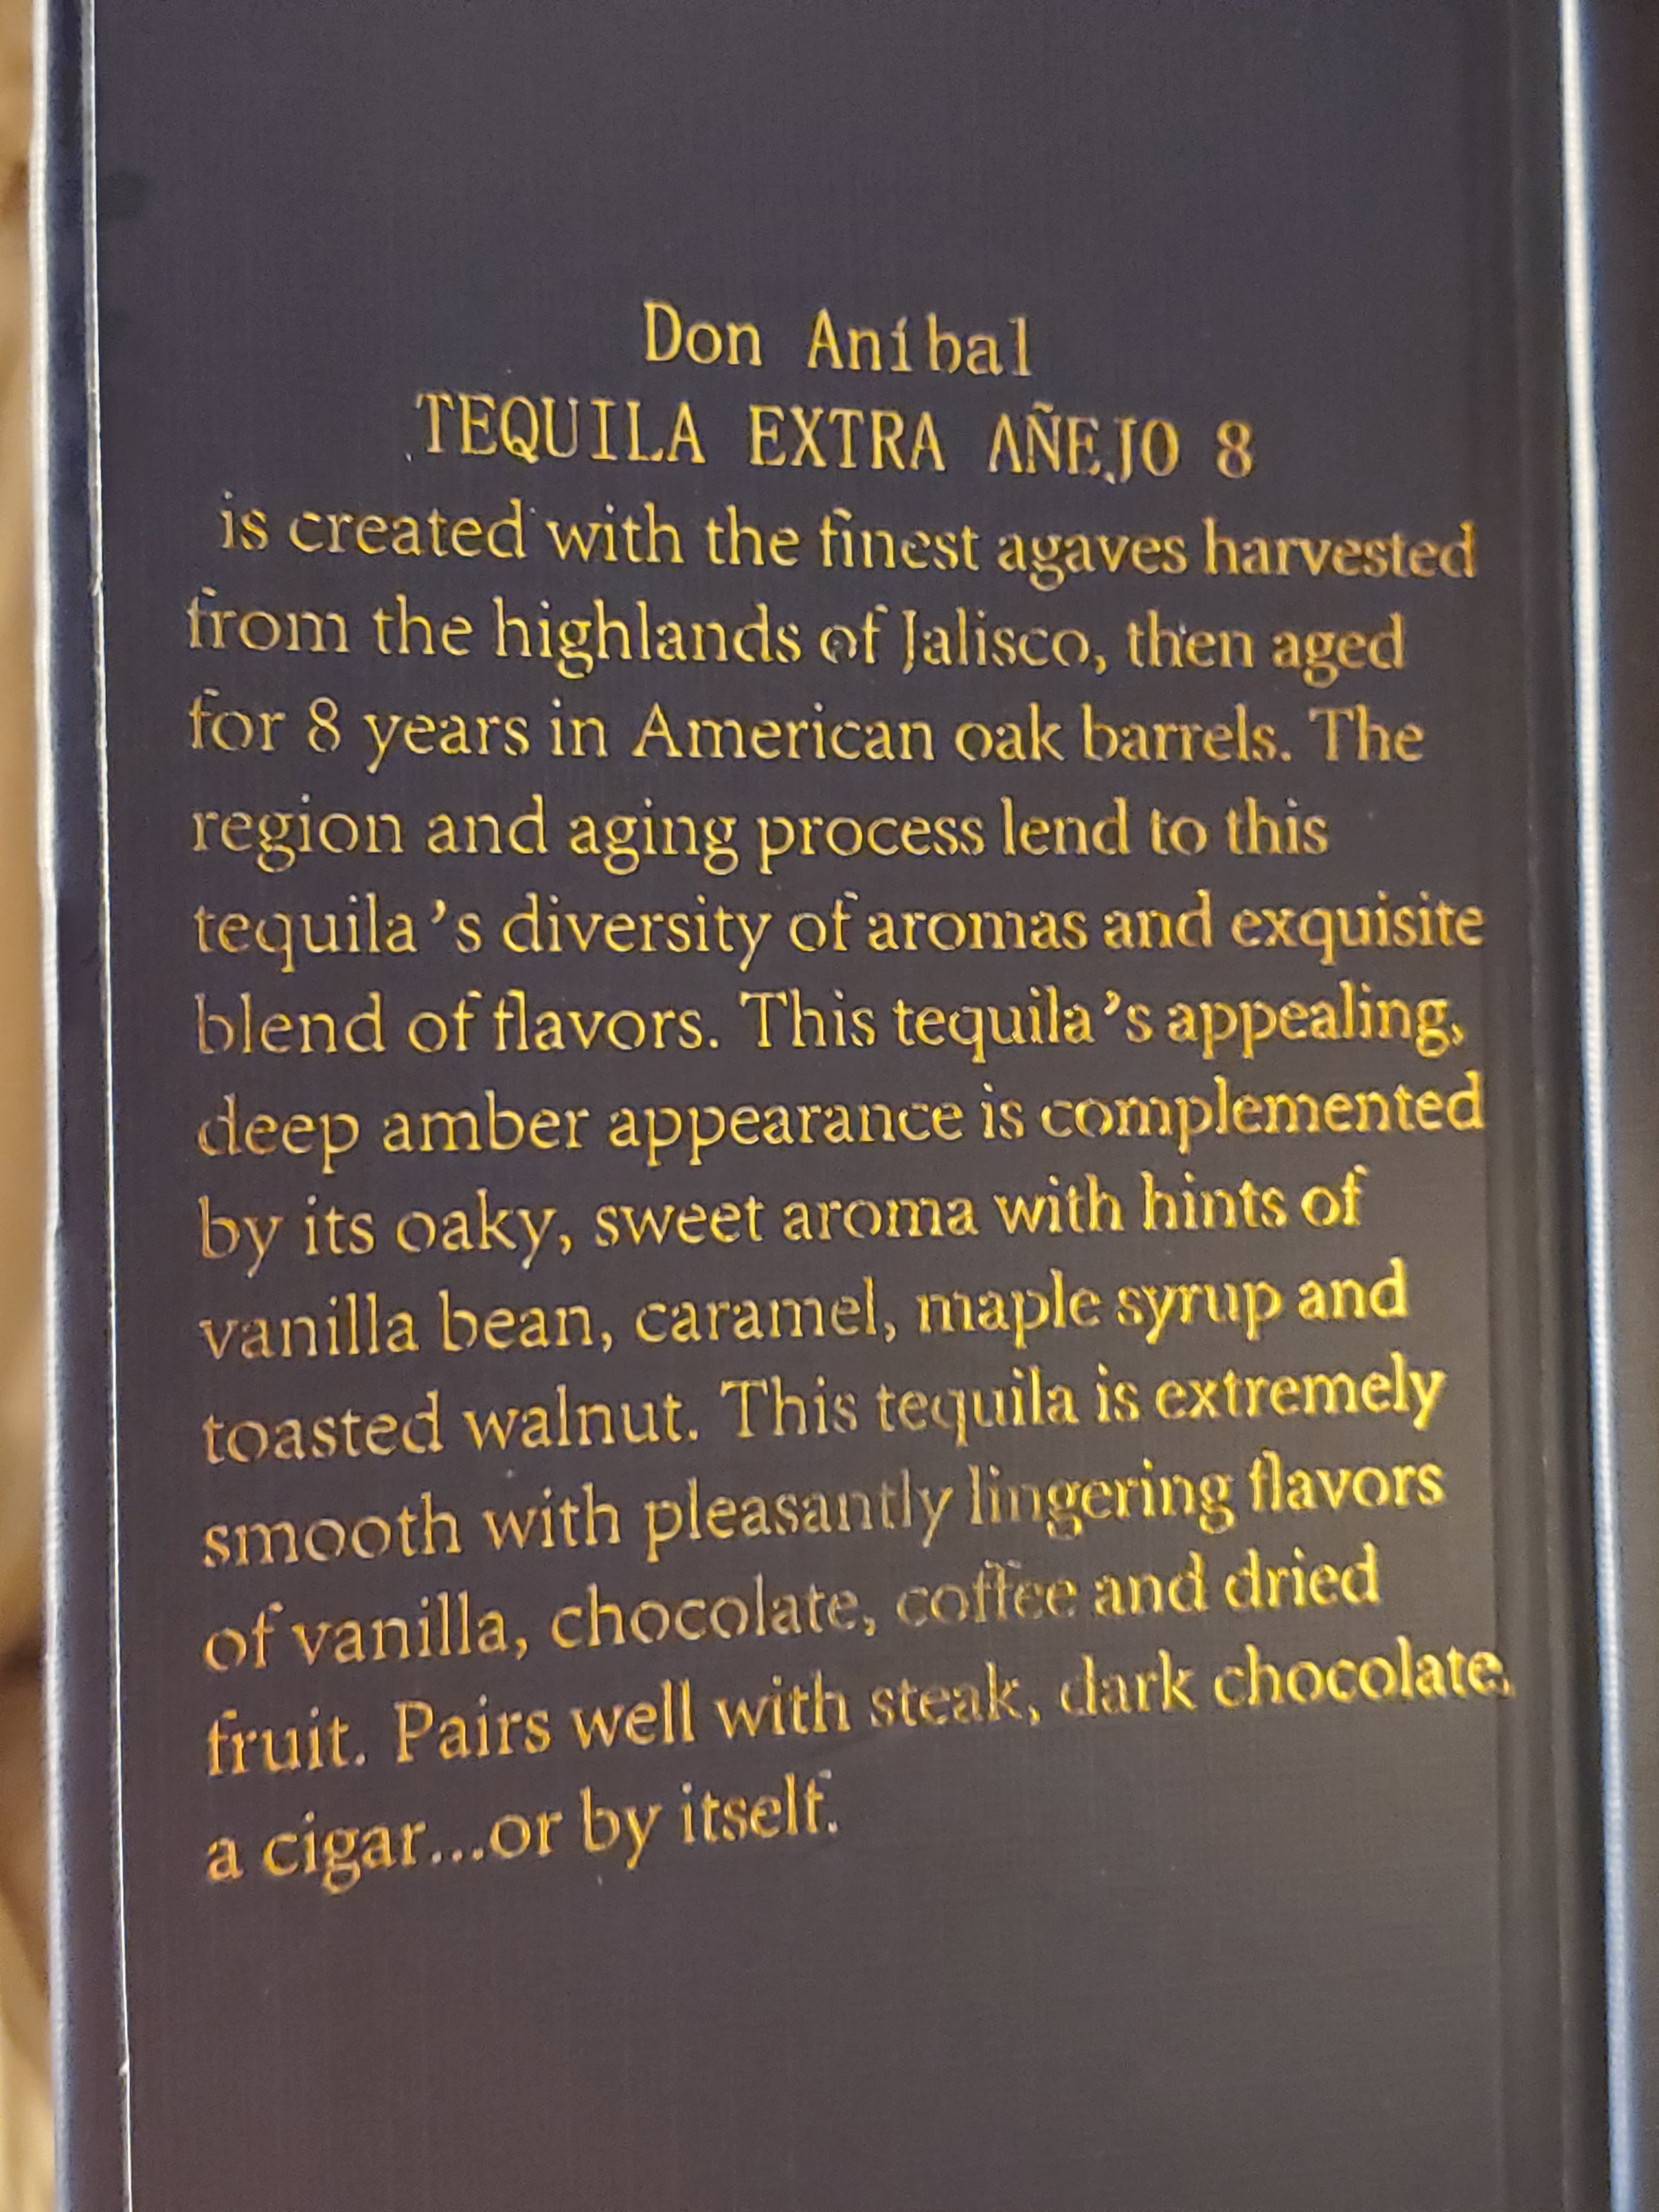 Don Aníbal
TEQUILA EXTRA AÑEJO 8
is created with the finest agaves harvested
from the highlands of Jalisco, then aged
for 8 years in American oak barrels. The
region and aging process lend to this
tequila's diversity of aromas and exquisite
blend of flavors. This tequila's appealing,
deep amber appearance is complemented
by its oaky, sweet aroma with hints of
vanilla bean, caramel, maple syrup and
toasted walnut. This tequila is extremely
smooth with pleasantly lingering flavors
of vanilla, chocolate, coffee and dried
fruit. Pairs well with steak, dark chocolate,
a cigar...or by itself.